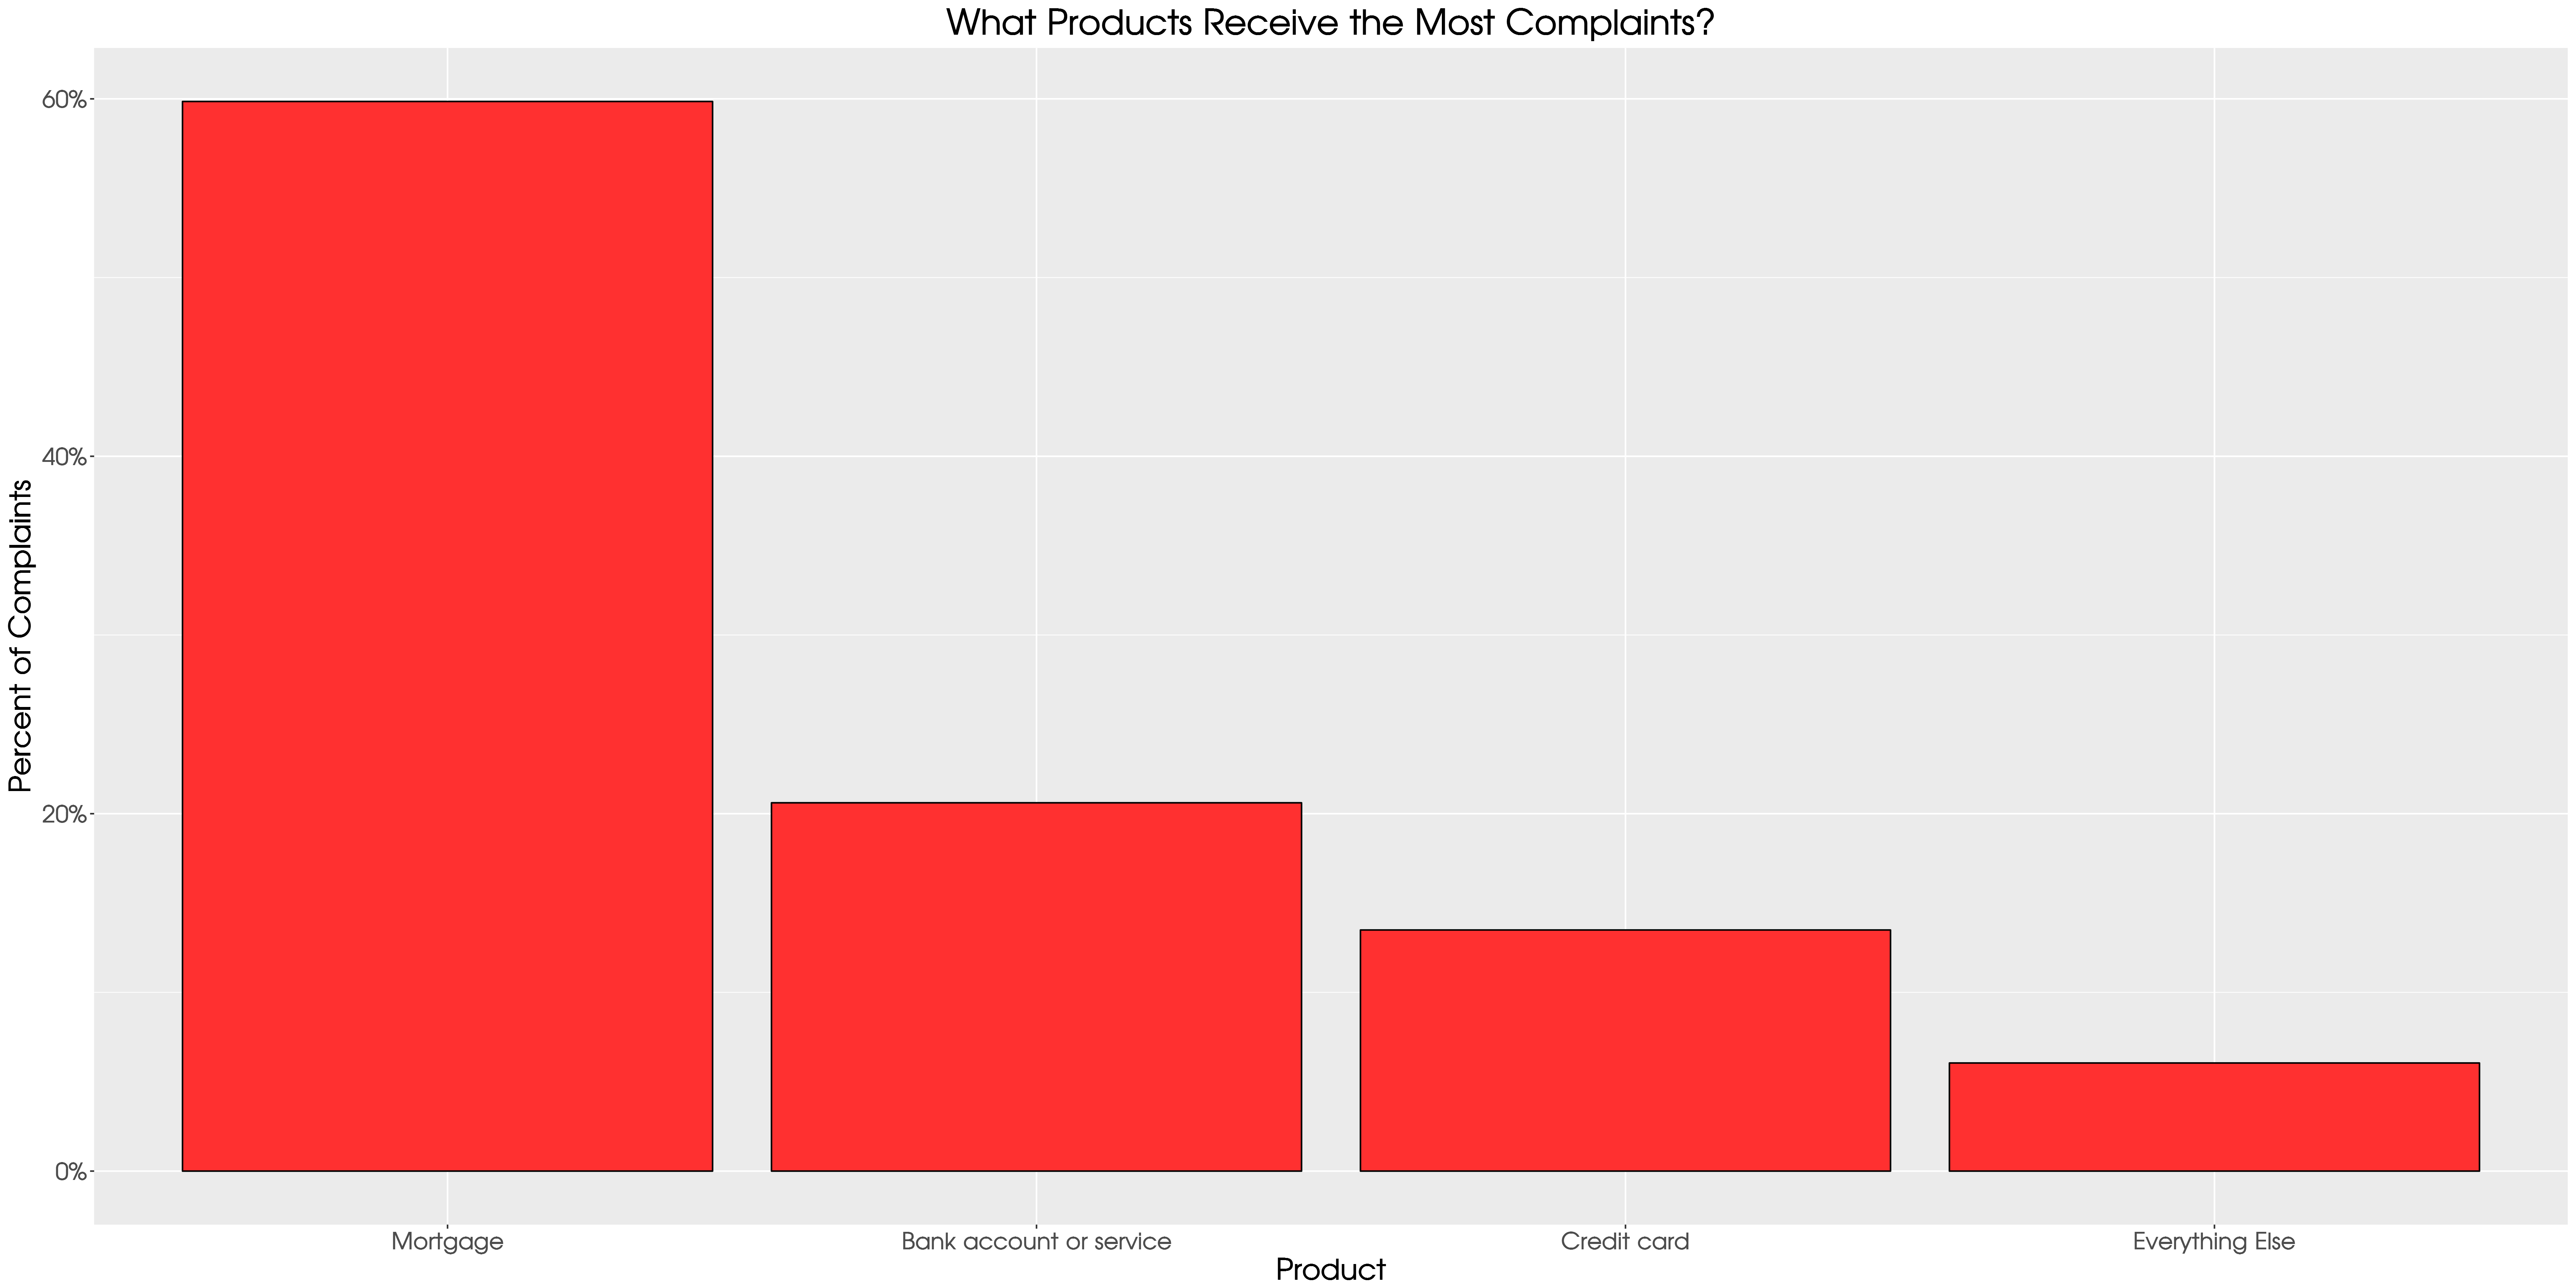 What Products Receive the Most Complaints?
Percent of Complaints
60%
40%
20%
0%
Mortgage
Bank account or service
Credit card
Everything Else
Product